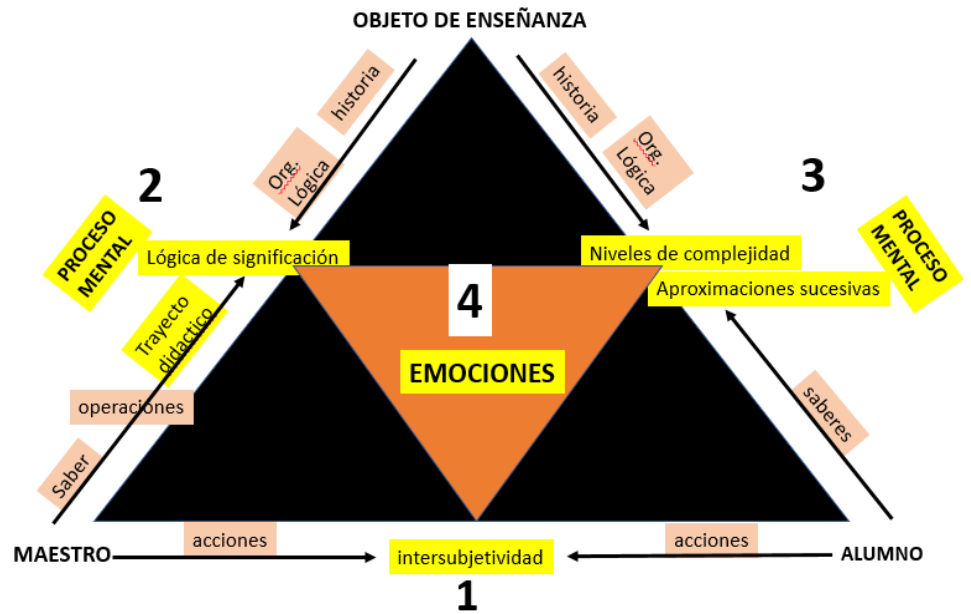 OBJETO DE ENSEÑANZA
historia
historia
Org.
Lógica
Org.
Lógica
2
3
PROCESO
MENTAL
PROCESO
MENTAL
Lógica de significación
Niveles de complejidad
Aproximaciones sucesivas
4
EMOCIONES
Trayecto
didactico
operaciones
Saber
saberes
MAESTRO
acciones
intersubjetividad
acciones
ALUMNO
1